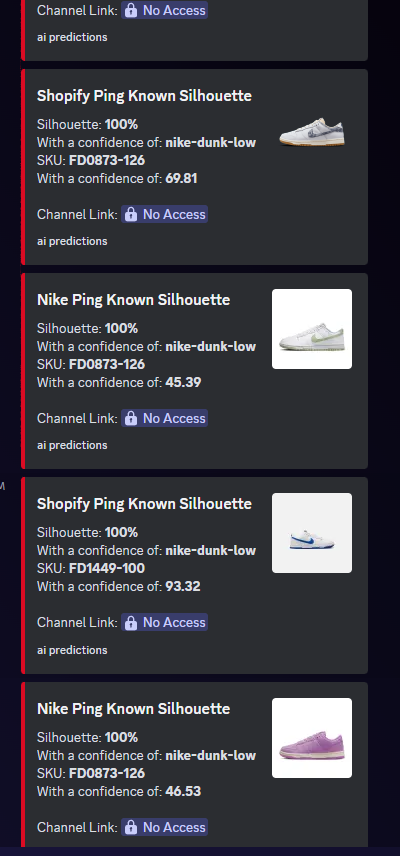 Channel Link: No Access
ai predictions
Shopify Ping Known Silhouette
Silhouette: 100%
With a confidence of: nike-dunk-low
SKU: FD0873-126
With a confidence of: 69.81
Channel Link: No Access
ai predictions
Nike Ping Known Silhouette
Silhouette: 100%
With a confidence of: nike-dunk-low
SKU: FD0873-126
With a confidence of: 45.39
Channel Link: No Access
ai predictions
M
Shopify Ping Known Silhouette
Silhouette: 100%
With a confidence of: nike-dunk-low
SKU: FD1449-100
With a confidence of: 93.32
Channel Link: No Access
ai predictions
Nike Ping Known Silhouette
Silhouette: 100%
With a confidence of: nike-dunk-low
SKU: FD0873-126
With a confidence of: 46.53
Channel Link: No Access